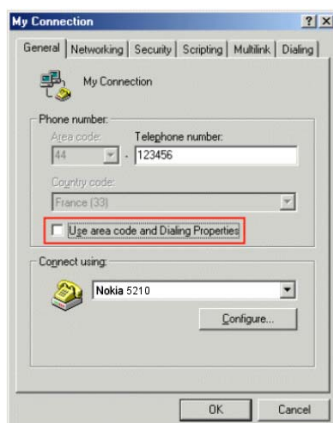 My Connection
General Networking Security Scripting Multilink Dialing
My Connection
Phone number:
Area code: Telephone number:
44 - 123456
Country code:
France (33)
Use area code and Dialing Properties
Connect using:
Nokia 5210
Configure...
OK Cancel